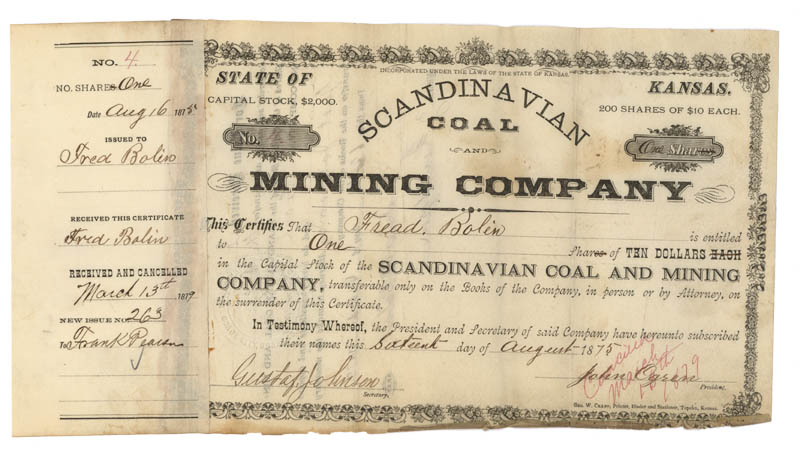 NO. 4
NO. SHARES One
Date Aug 16 1875
ISSUED TO
Fred Bolin
RECEIVED THIS CERTIFICATE
Fred Bolin
RECEIVED AND CANCELLED
March 13th 1879
NEW ISSUE NO. 263
To Frank
INCORPORATED UNDER THE LAWS OF THE STATE OF KANSAS.
STATE OF
KANSAS.
CAPITAL STOCK, $2,000.
200 SHARES OF $10 EACH.
SCANDINAVIAN
COAL
AND
No.
One Shares
MINING COMPANY
This Certifies That Fread. Bolin is entitled
to One Shares of TEN DOLLARS EACH
in the Capital Stock of the SCANDINAVIAN COAL AND MINING
COMPANY, transferable only on the Books of the Company, in person or by Attorney, on
the surrender of this Certificate.
In Testimony Whereof, the President and Secretary of said Company have hereunto subscribed
their names this day of August 1875
Gustaf Johnson
Secretary.
John
President.
March
1879
Geo. W. Crane, Printer, Binder and Stationer, Topeka, Kansas.